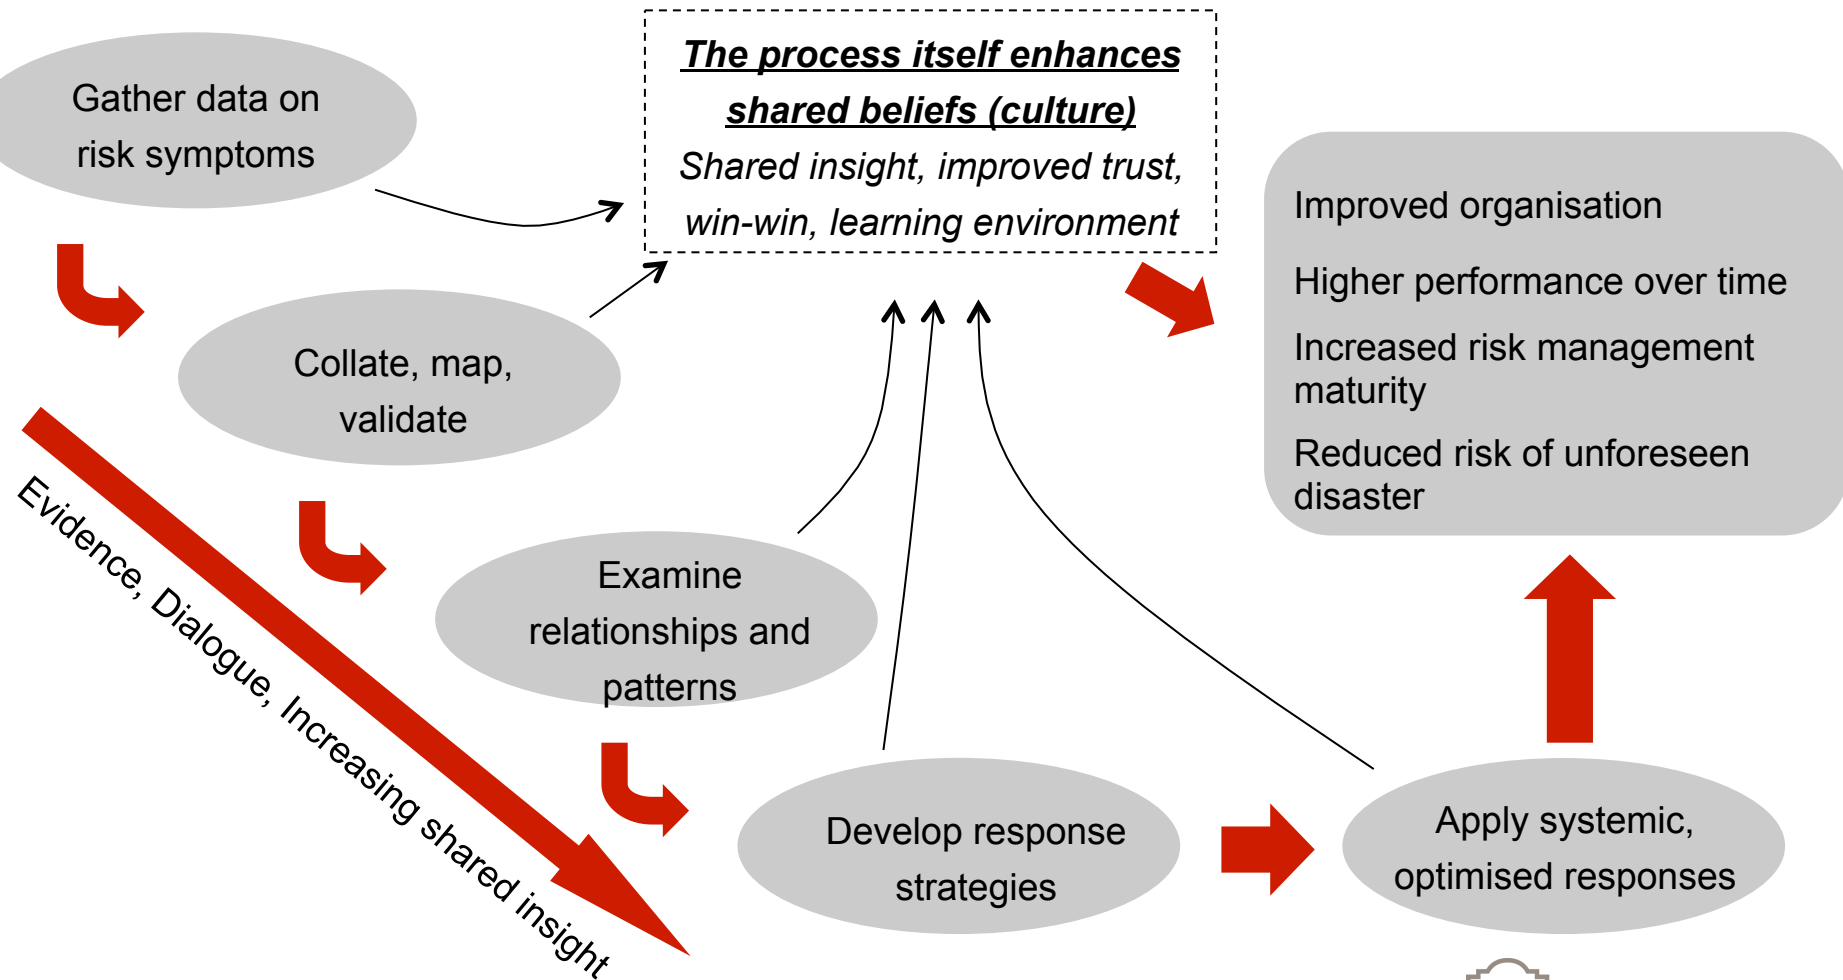 Gather data on
risk symptoms
The process itself enhances
shared beliefs (culture)
Shared insight, improved trust,
win-win, learning environment
Improved organisation
Higher performance over time
Increased risk management
maturity
Reduced risk of unforeseen
disaster
Collate, map,
validate
Evidence, Dialogue, Increasing shared insight
Examine
relationships and
patterns
Develop response
strategies
Apply systemic,
optimised responses